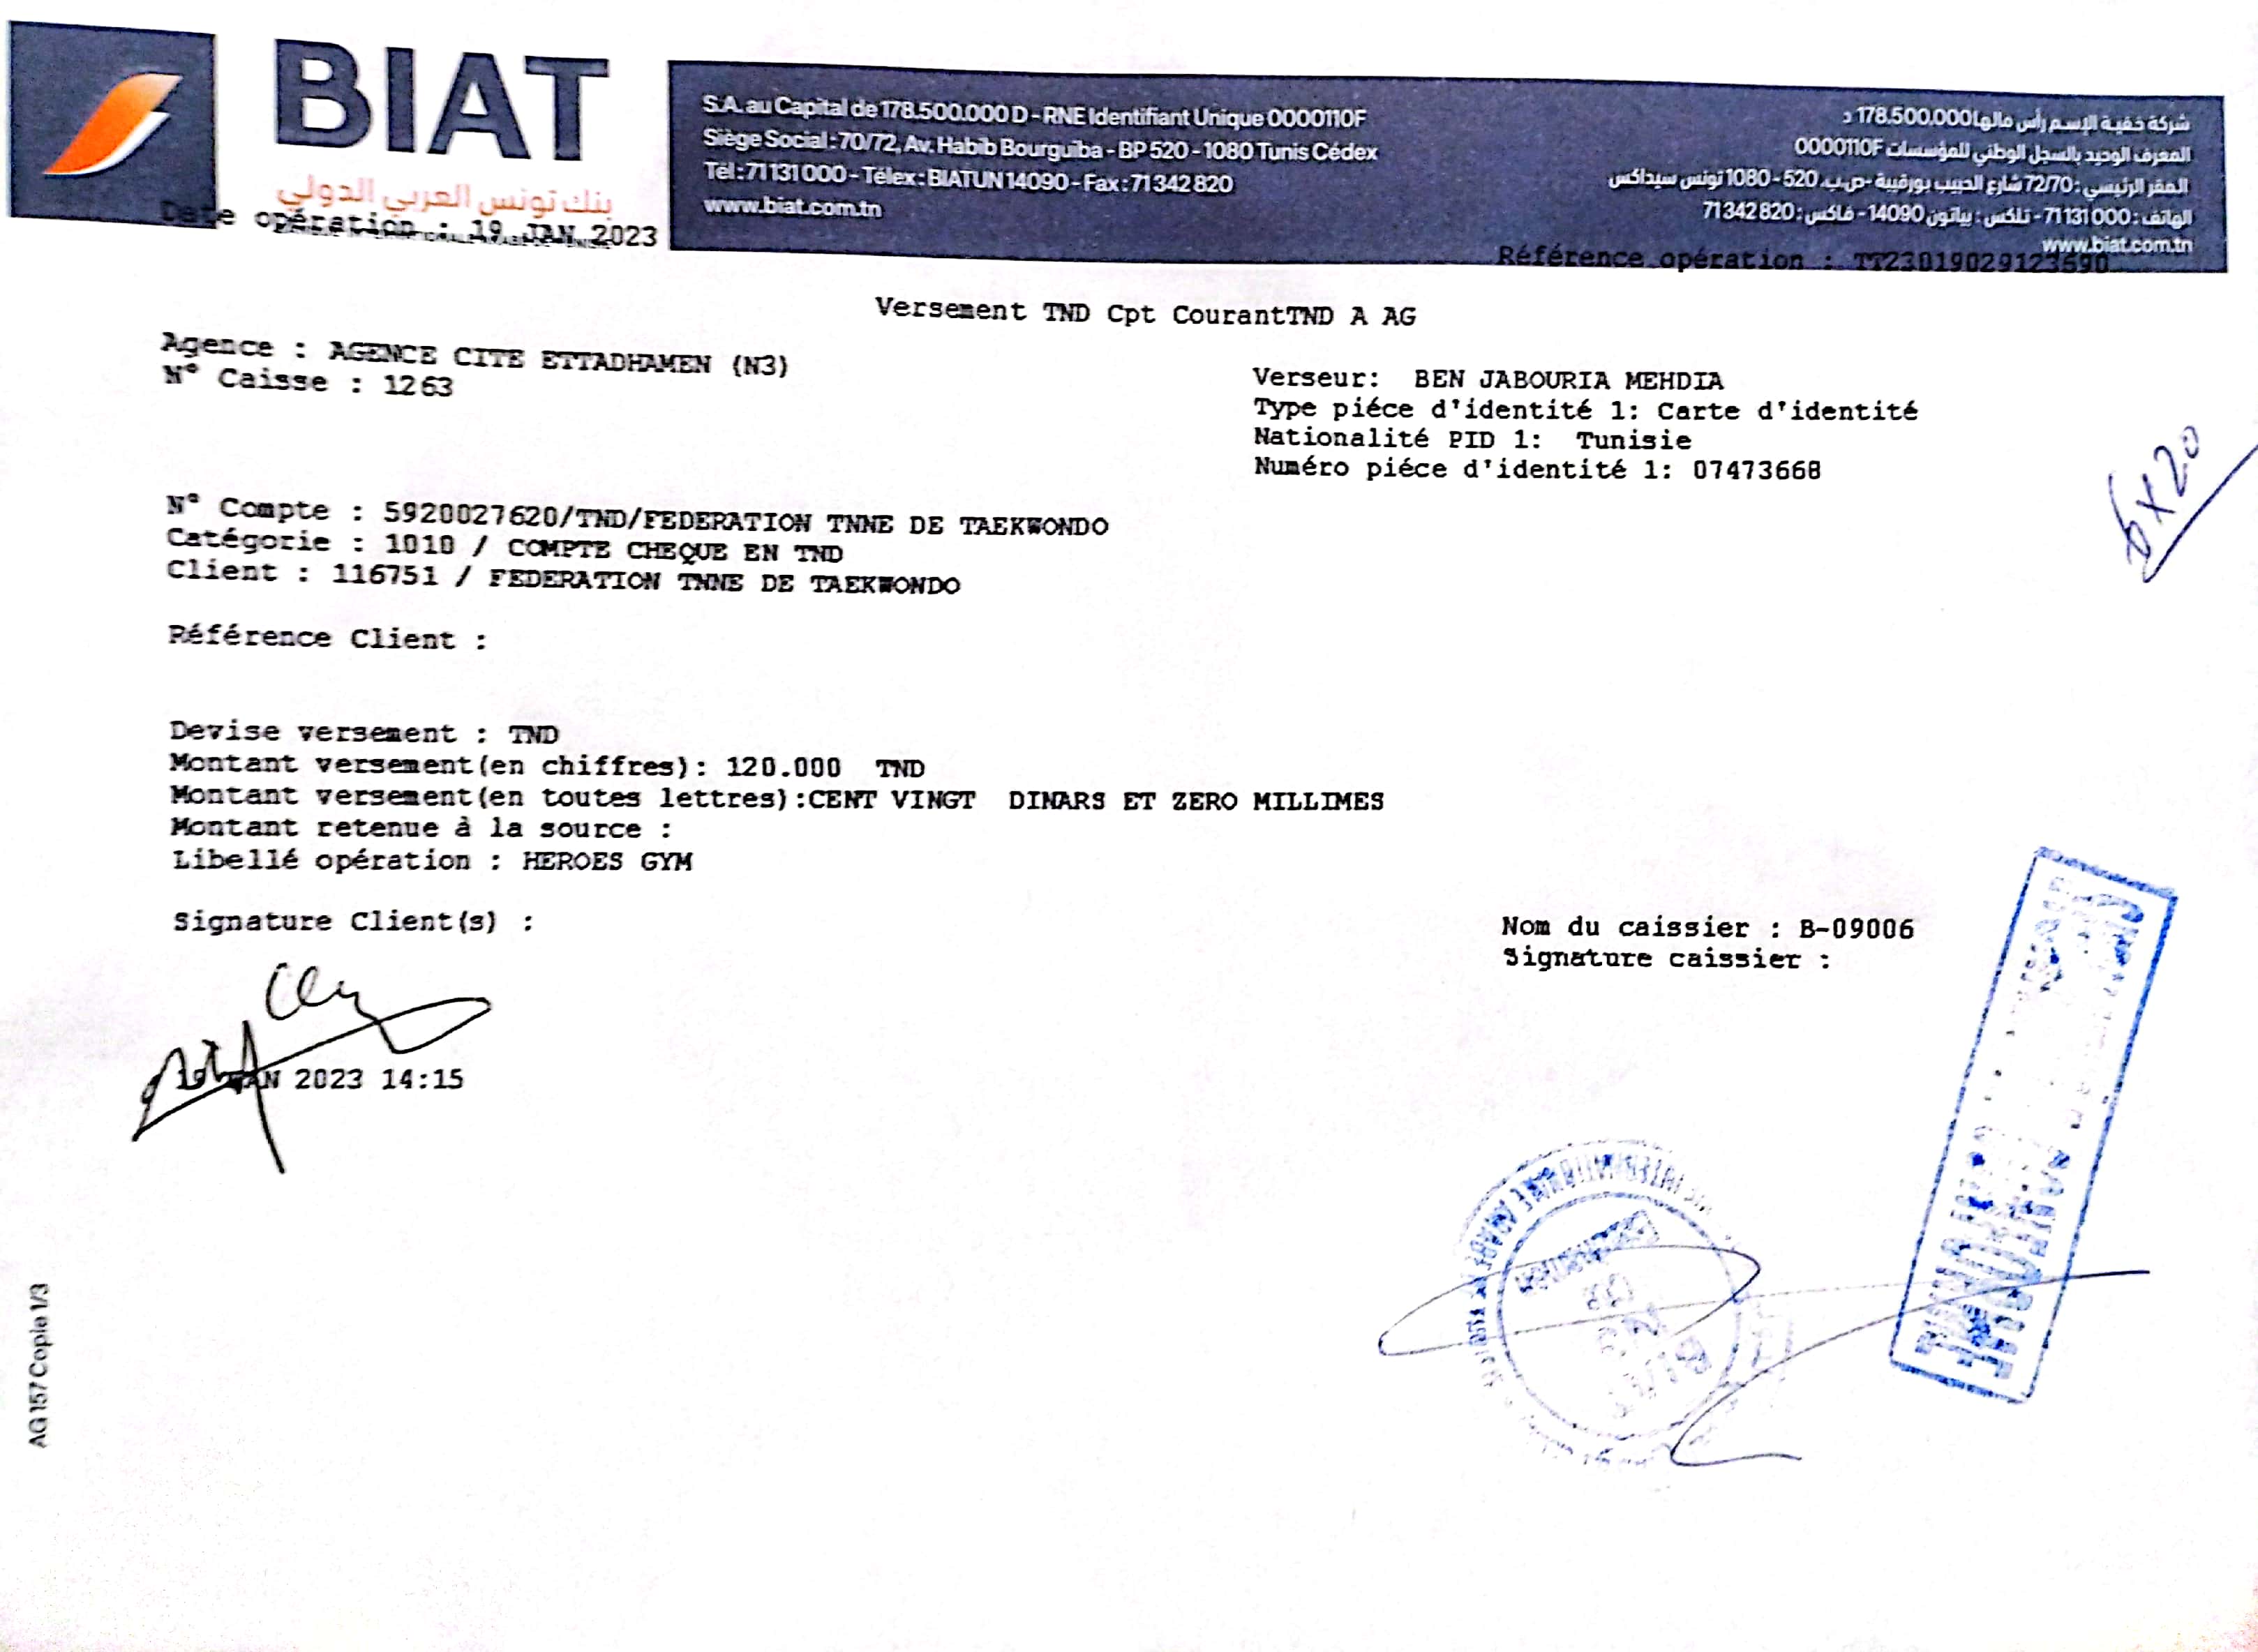 BIAT
بنك تونس العربي الدولي
S.A. au Capital de 178.500.000 D - RNE Identifiant Unique 0000110F
Siège Social : 70/72, Av. Habib Bourguiba - BP 520 - 1080 Tunis Cédex
Tél : 71 131 000 - Télex : BIATUN 14090 - Fax : 71 342 820
www.biat.com.tn
شركة خفية الإسم رأس مالها 178.500.000 د
المعرف الوحيد بالسجل الوطني للمؤسسات 0000110F
المقر الرئيسي : 72/70 شارع الحبيب بورقيبة -ص.ب. 520 - 1080 تونس سيداكس
الهاتف : 71 131 000 - تلكس : بياتون 14090 - فاكس : 71 342 820
www.biat.com.tn
Date opération : 19 JAN 2023
Référence opération : TT23019029123690
Versement TND Cpt CourantTND A AG
Agence : AGENCE CITE ETTADHAMEN (N3)
N° Caisse : 1263
Verseur: BEN JABOURIA MEHDIA
Type piéce d'identité 1: Carte d'identité
Nationalité PID 1: Tunisie
Numéro piéce d'identité 1: 07473668
6x20
N° Compte : 5920027620/TND/FEDERATION TNNE DE TAEKWONDO
Catégorie : 1010 / COMPTE CHEQUE EN TND
Client : 116751 / FEDERATION TNNE DE TAEKWONDO
Référence Client :
Devise versement : TND
Montant versement(en chiffres): 120.000 TND
Montant versement(en toutes lettres):CENT VINGT DINARS ET ZERO MILLIMES
Montant retenue à la source :
Libellé opération : HEROES GYM
Signature Client(s) :
Nom du caissier : B-09006
Signature caissier :
19 JAN 2023 14:15
AG 157 Copie 1/3